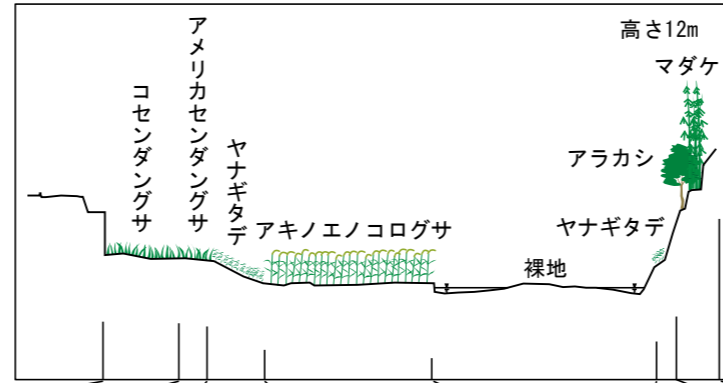 コセンダングサ
アメリカセンダングサ
ヤナギタデ
アキノエノコログサ
裸地
ヤナギタデ
アラカシ
高さ12m
マダケ